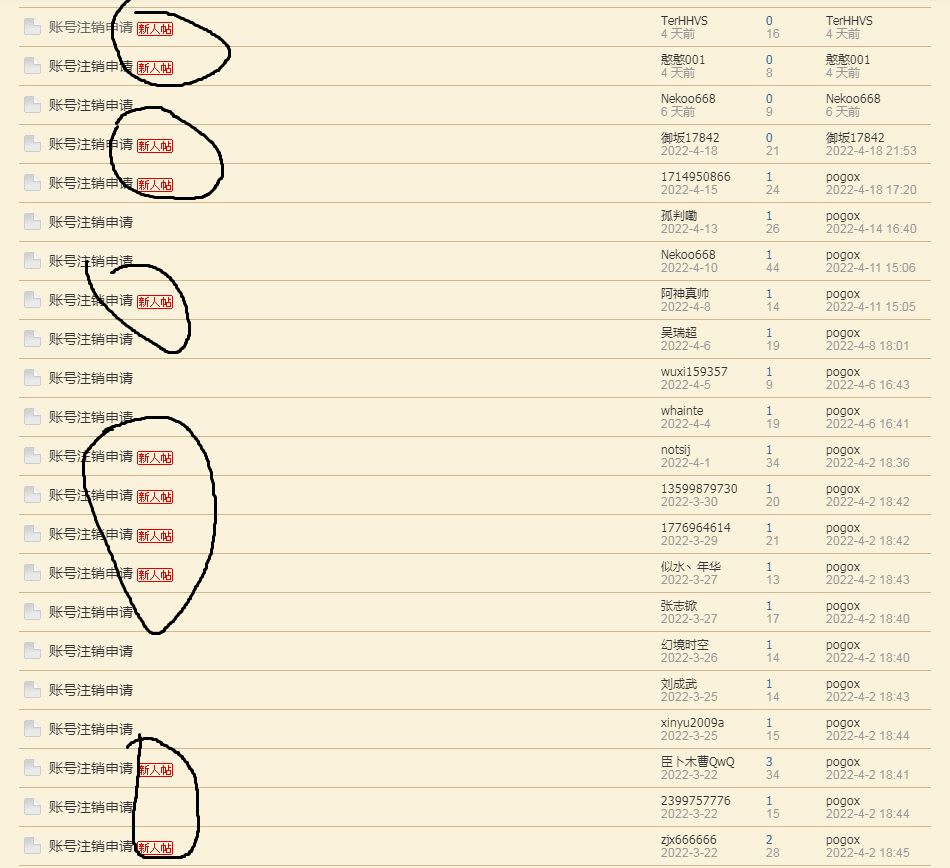 账号注销申请 新人帖 TerHHVS 0 TerHHVS
4 天前 16 4 天前
账号注销申请 新人帖 憨憨001 0 憨憨001
4 天前 8 4 天前
账号注销申请 Nekoo668 0 Nekoo668
6 天前 9 6 天前
账号注销申请 新人帖 御坂17842 0 御坂17842
2022-4-18 21 2022-4-18 21:53
账号注销申请 新人帖 1714950866 1 pogox
2022-4-15 24 2022-4-18 17:20
账号注销申请 孤判嘞 1 pogox
2022-4-13 26 2022-4-14 16:40
账号注销申请 Nekoo668 1 pogox
2022-4-10 44 2022-4-11 15:06
账号注销申请 新人帖 阿神真帅 1 pogox
2022-4-8 14 2022-4-11 15:05
账号注销申请 吴瑞超 1 pogox
2022-4-6 19 2022-4-8 18:01
账号注销申请 wuxi159357 1 pogox
2022-4-5 9 2022-4-6 16:43
账号注销申请 whainte 1 pogox
2022-4-4 19 2022-4-6 16:41
账号注销申请 新人帖 notsij 1 pogox
2022-4-1 34 2022-4-2 18:36
账号注销申请 新人帖 13599879730 1 pogox
2022-3-30 20 2022-4-2 18:42
账号注销申请 新人帖 1776964614 1 pogox
2022-3-29 21 2022-4-2 18:42
账号注销申请 新人帖 似水丶年华 1 pogox
2022-3-27 13 2022-4-2 18:43
账号注销申请 张志锨 1 pogox
2022-3-27 17 2022-4-2 18:40
账号注销申请 幻境时空 1 pogox
2022-3-26 14 2022-4-2 18:40
账号注销申请 刘成武 1 pogox
2022-3-25 14 2022-4-2 18:43
账号注销申请 xinyu2009a 1 pogox
2022-3-25 15 2022-4-2 18:44
账号注销申请 新人帖 臣卜木曹QwQ 3 pogox
2022-3-22 34 2022-4-2 18:41
账号注销申请 2399757776 1 pogox
2022-3-22 15 2022-4-2 18:44
账号注销申请 新人帖 zjx666666 2 pogox
2022-3-22 28 2022-4-2 18:45